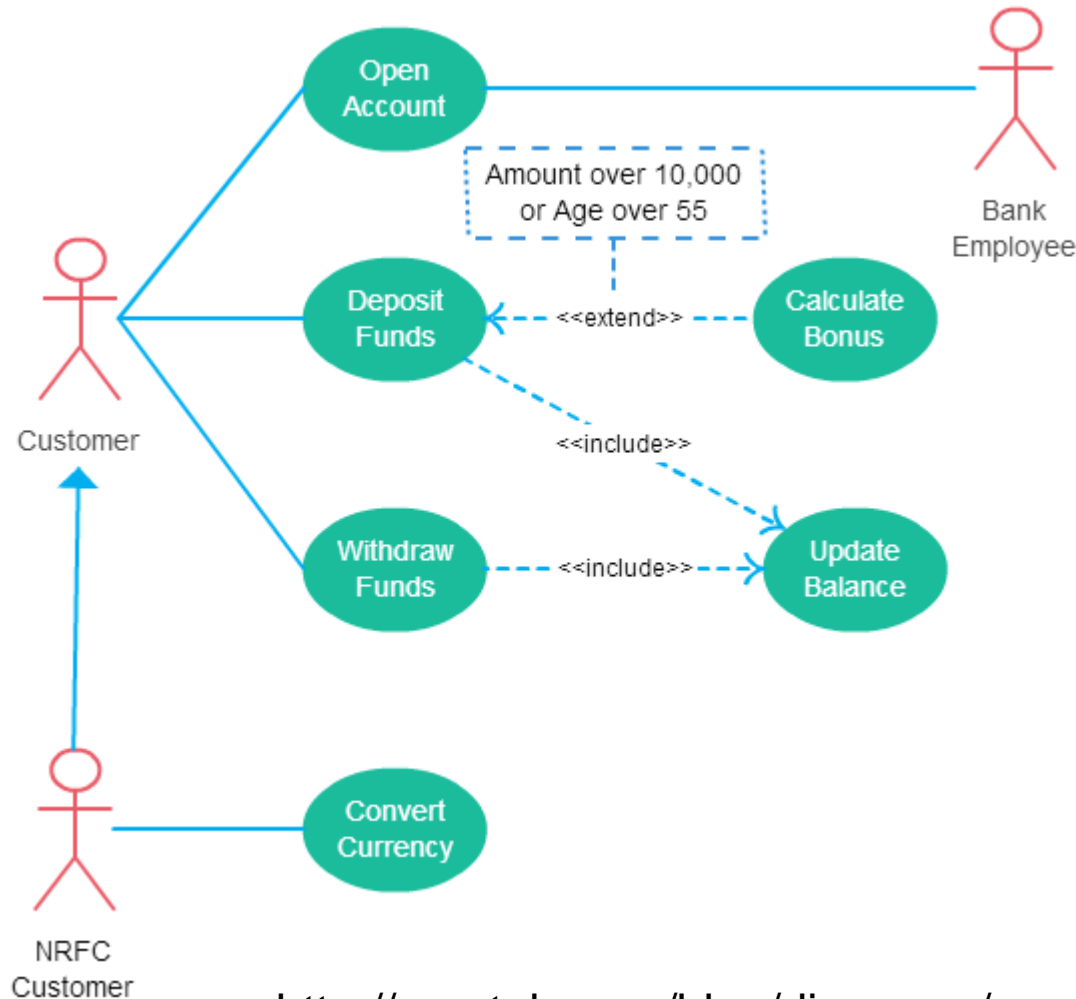 Open
Account
Amount over 10,000
or Age over 55
Bank
Employee
Deposit
Funds
<<extend>>
Calculate
Bonus
Customer
<<include>>
Withdraw
Funds
<<include>>
Update
Balance
Convert
Currency
NRFC
Customer